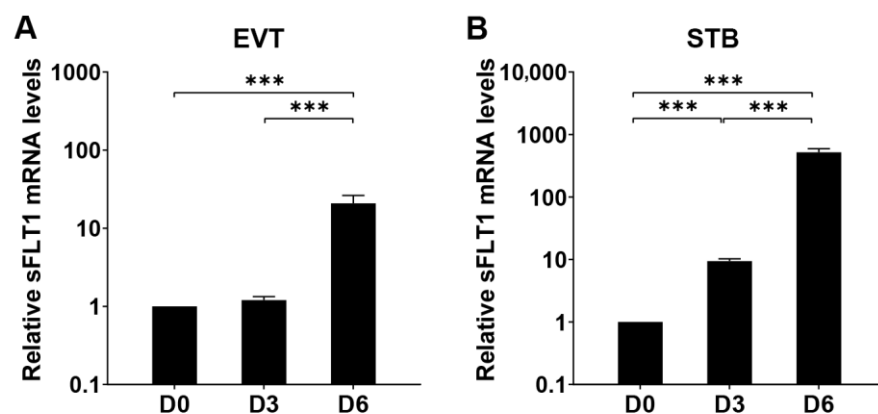 A
EVT
Relative sFLT1 mRNA levels
1000
100
10
1
0.1
***
***
D0 D3 D6
B
STB
Relative sFLT1 mRNA levels
10,000
1000
100
10
1
0.1
***
*** ***
D0 D3 D6